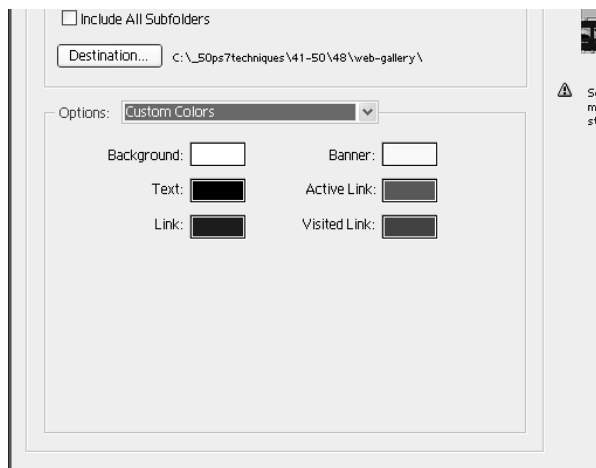 Include All Subfolders
Destination... C:\_50ps7techniques\41-50\48\web-gallery\
Options: Custom Colors
Background: Banner:
Text: Active Link:
Link: Visited Link: